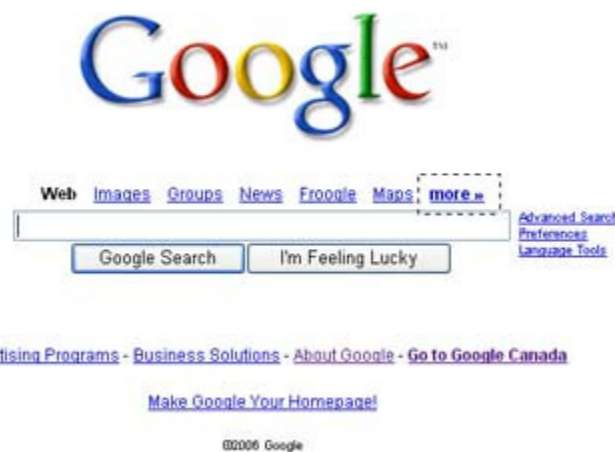 Google™
Web Images Groups News Froogle Maps more »
Advanced Search
Preferences
Language Tools
Google Search I'm Feeling Lucky
tising Programs - Business Solutions - About Google - Go to Google Canada
Make Google Your Homepage!
©2006 Google